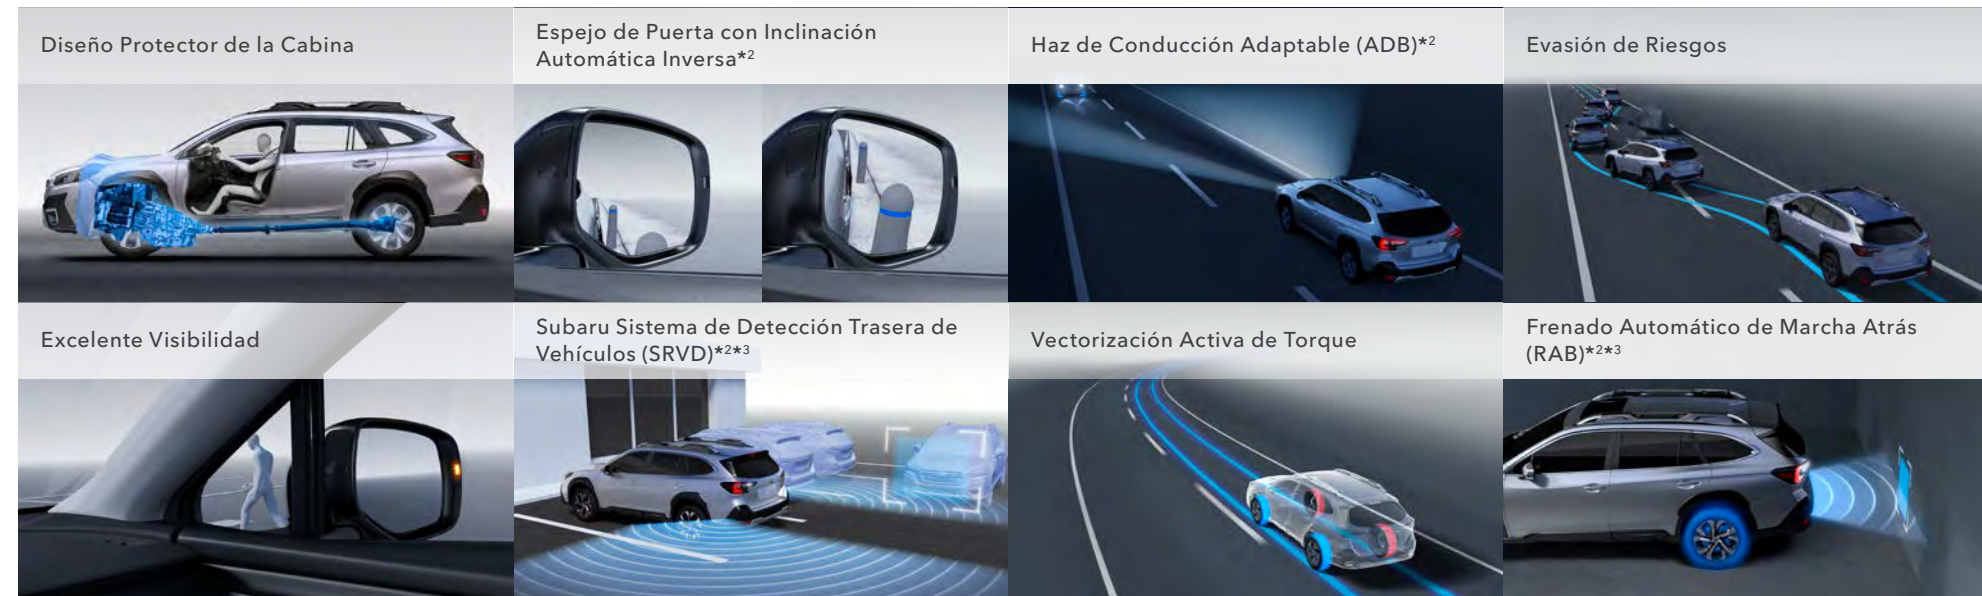 Diseño Protector de la Cabina
Espejo de Puerta con Inclinación
Automática Inversa*2
Haz de Conducción Adaptable (ADB)*2
Evasión de Riesgos
Excelente Visibilidad
Subaru Sistema de Detección Trasera de
Vehículos (SRVD)*2*3
Vectorización Activa de Torque
Frenado Automático de Marcha Atrás
(RAB)*2*3